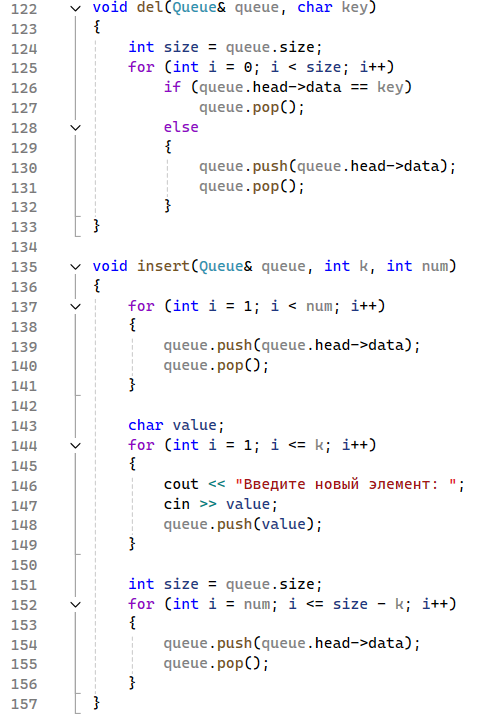 122 void del(Queue& queue, char key)
123 {
124     int size = queue.size;
125     for (int i = 0; i < size; i++)
126         if (queue.head->data == key)
127             queue.pop();
128         else
129         {
130             queue.push(queue.head->data);
131             queue.pop();
132         }
133 }
134
135 void insert(Queue& queue, int k, int num)
136 {
137     for (int i = 1; i < num; i++)
138     {
139         queue.push(queue.head->data);
140         queue.pop();
141     }
142
143     char value;
144     for (int i = 1; i <= k; i++)
145     {
146         cout << "Введите новый элемент: ";
147         cin >> value;
148         queue.push(value);
149     }
150
151     int size = queue.size;
152     for (int i = num; i <= size - k; i++)
153     {
154         queue.push(queue.head->data);
155         queue.pop();
156     }
157 }